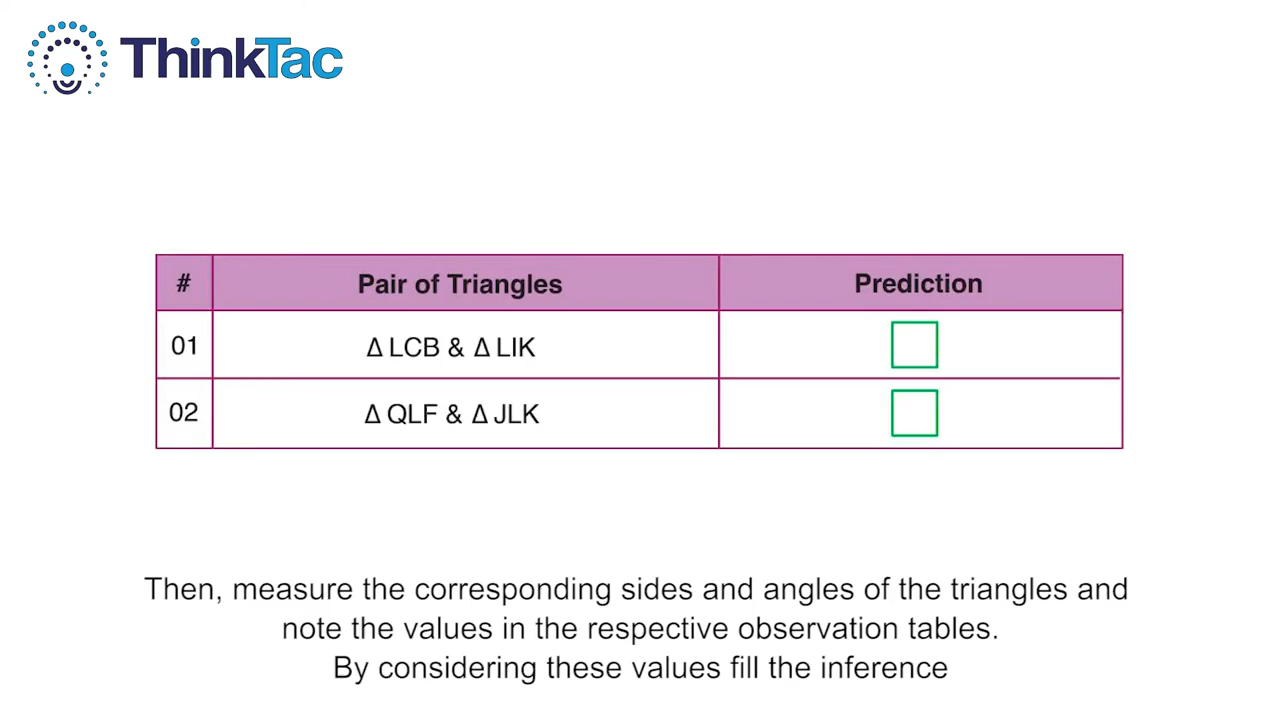 ThinkTac
# Pair of Triangles Prediction
01 Δ LCB & Δ LIK
02 Δ QLF & Δ JLK
Then, measure the corresponding sides and angles of the triangles and
note the values in the respective observation tables.
By considering these values fill the inference